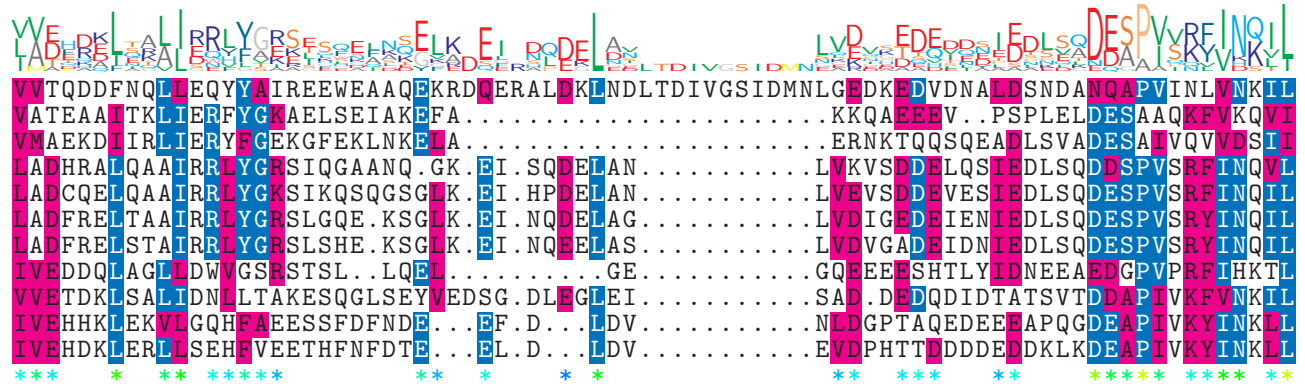 VVTQDDFNQLLEQYYAIREEWEAAQEKRDQERALDKLNDLTDIVGSIDMNLGEDKEDVDNALDSNDANQAPVINLVNKIL
VATEAAITKLIERFYGKAELSEIAKEFA.......................KKQAEEEV..PSPLELDESAAQKFVKQVI
VMAEKDIIRLIERYFGEKGFEKLNKELA.......................ERNKTQQSQEADLSVADESAIVQVVDSII
LADHRALQAAIRRLYGRSIQGAANQ.GK.EI.SQDELAN...........LVKVSDDELQSIEDLSQDDSPVSRFINQVL
LADCQELQAAIRRLYGKSIKQSQGSGLK.EI.HPDELAN...........LVEVSDDEVESIEDLSQDESPVSRFINQIL
LADFRELTAAIRRLYGRSLGQE.KSGLK.EI.NQDELAG...........LVDIGEDEIENIEDLSQDESPVSRYINQIL
LADFRELSTAIRRLYGRSLSHE.KSGLK.EI.NQEELAS...........LVDVGADEIDNIEDLSQDESPVSRYINQIL
IVEDDQLAGLLDWVGSRSTSL..LQEL..........GE...........GQEEEESHTLYIDNEEAEDGPVPRFIHKTL
VVETDKLSALIDNLLTAKESQGLSEYVEDSG.DLEGLEI...........SAD.DEDQDIDTATSVTDDAPIVKFVNKIL
IVEHHKLEKVLGQHFAEESSFDFNDE...EF.D...LDV...........NLDGPTAQEDEEEAPQGDEAPIVKYINKLL
IVEHDKLERLLSEHFVEETHFNFDTE...EL.D...LDV...........EVDPHTTDDDDEDDKLKDEAPIVKYINKLL